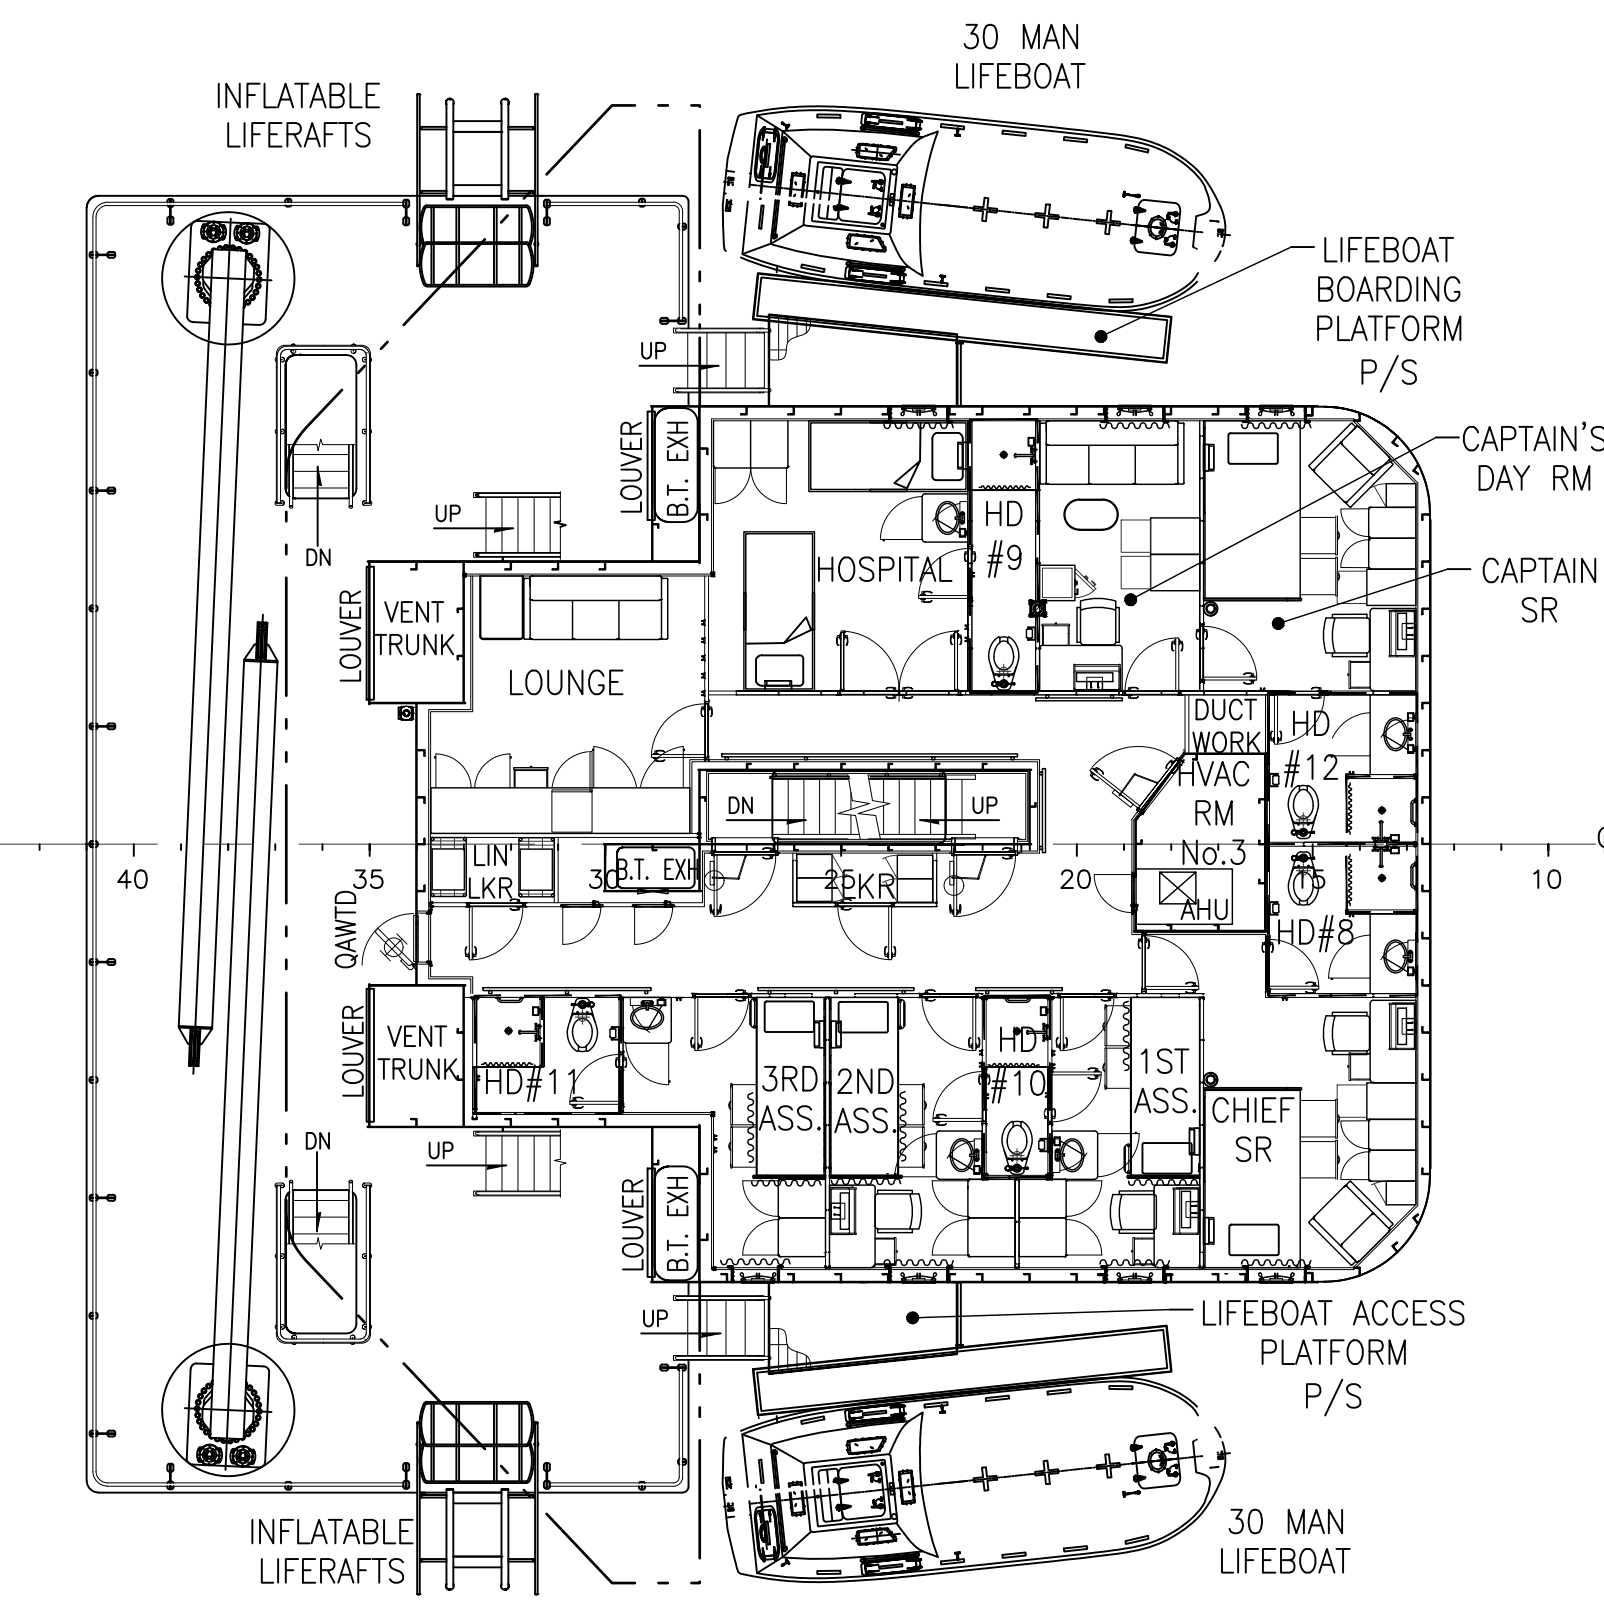 30 MAN
LIFEBOAT
INFLATABLE
LIFERAFTS
LIFEBOAT
BOARDING
PLATFORM
P/S
UP
CAPTAIN'S
DAY RM
LOUVER
B.T. EXH
HD
#9
UP
DN
HOSPITAL
CAPTAIN
SR
LOUVER
VENT
TRUNK
LOUNGE
DUCT
WORK
HD
#12
HVAC
RM
No.3
DN
UP
LIN
LKR
B.T. EXH
LKR
40
35
30
25
20
15
10
AHU
HD#8
QAWTD
LOUVER
VENT
TRUNK
HD#11
3RD
ASS.
2ND
ASS.
HD
#10
1ST
ASS.
CHIEF
SR
DN
UP
LOUVER
B.T. EXH
UP
LIFEBOAT ACCESS
PLATFORM
P/S
INFLATABLE
LIFERAFTS
30 MAN
LIFEBOAT